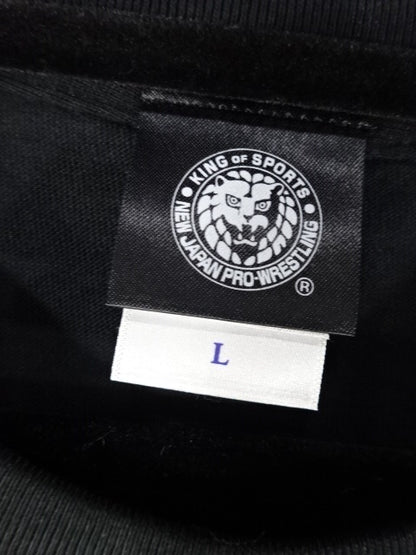 KING OF SPORTS
NEW JAPAN PRO-WRESTLING
®
L